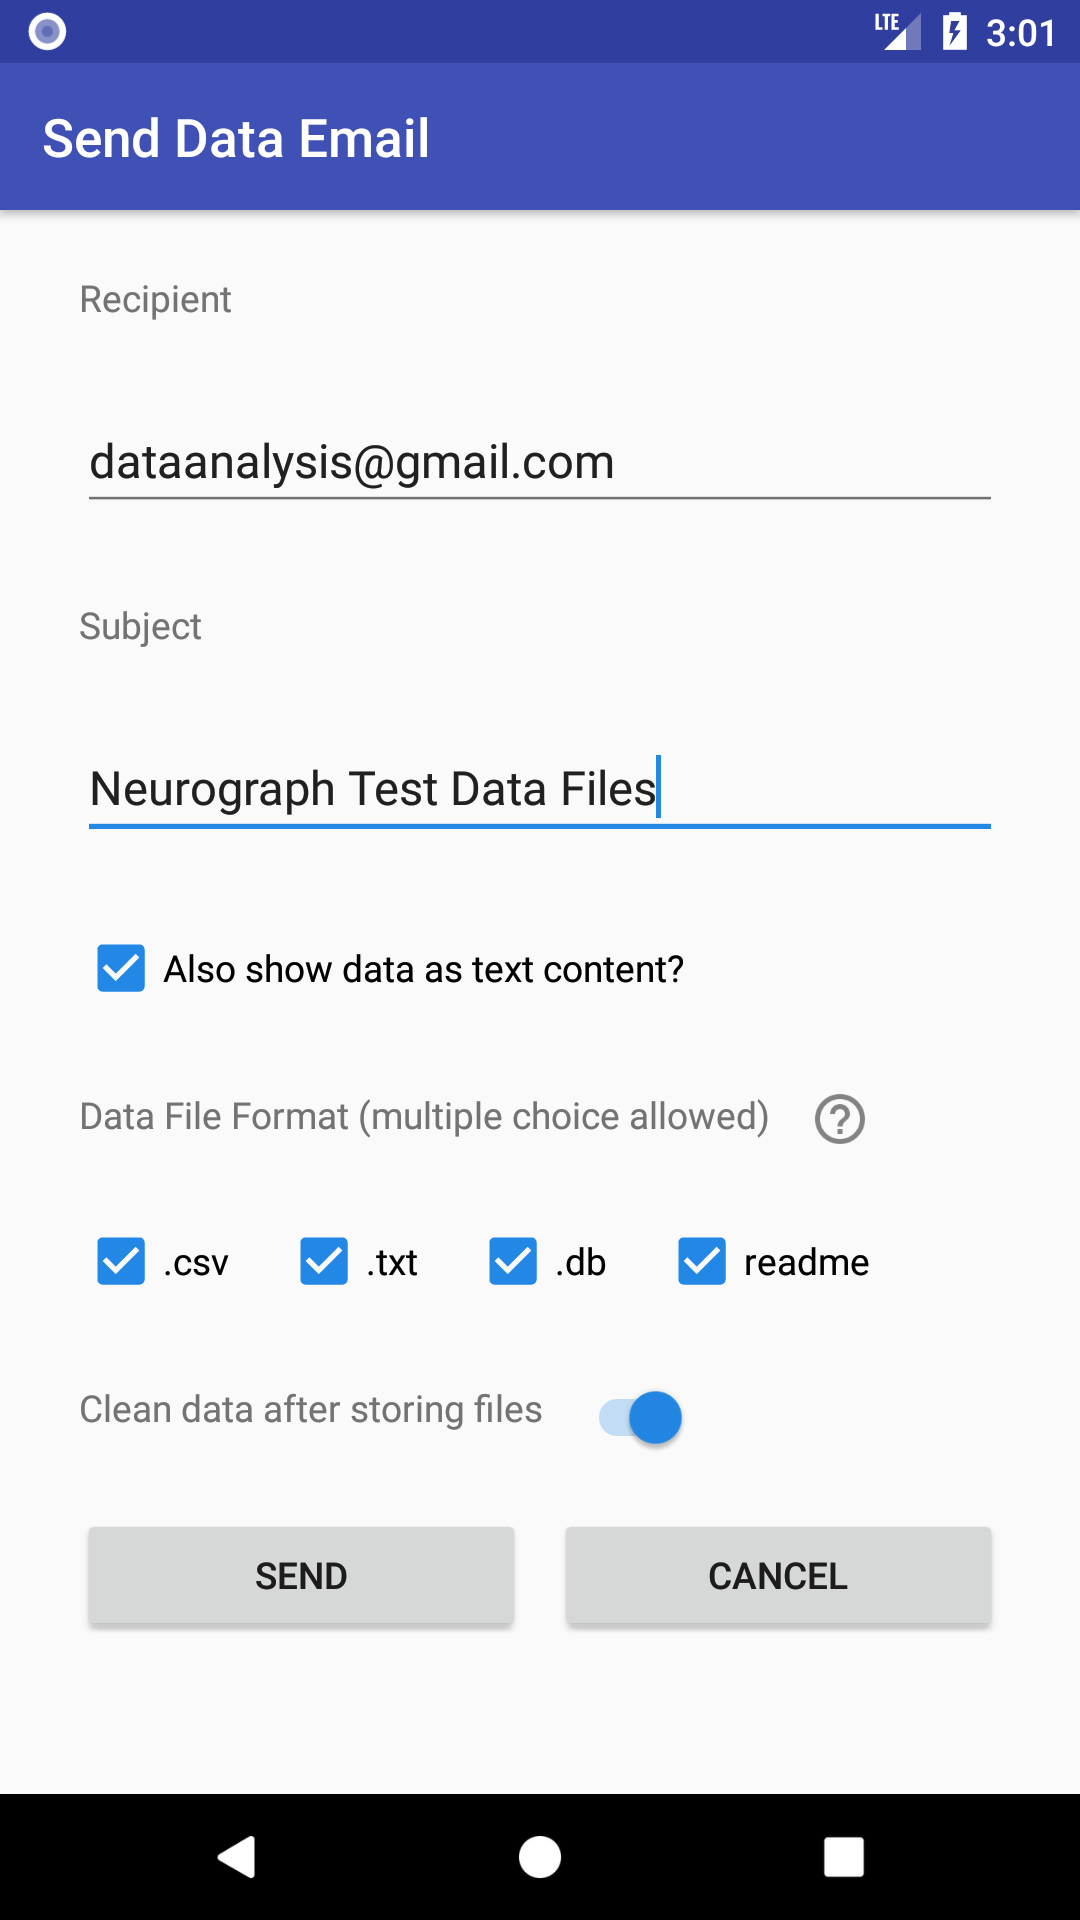 LTE 3:01
Send Data Email
Recipient
dataanalysis@gmail.com
Subject
Neurograph Test Data Files
Also show data as text content?
Data File Format (multiple choice allowed) ?
.csv .txt .db readme
Clean data after storing files
SEND CANCEL